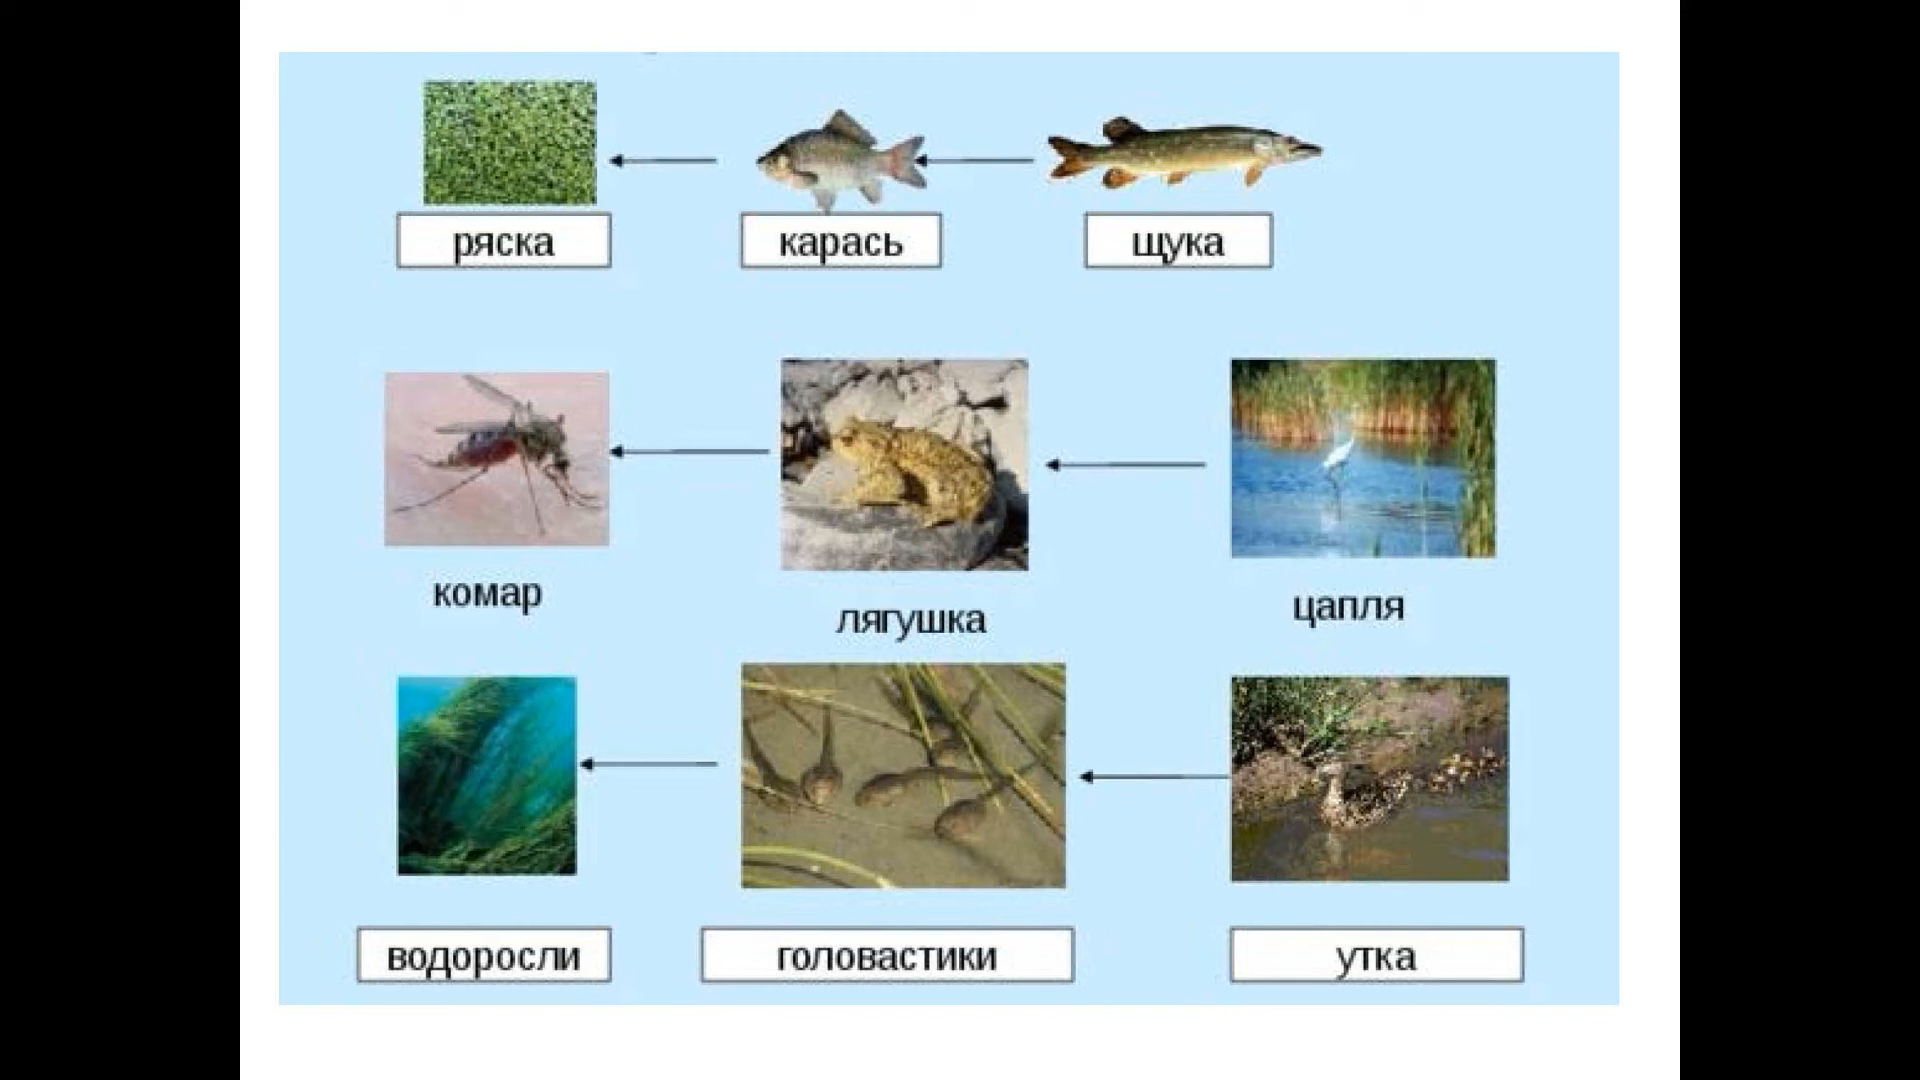 ряска
карась
щука
комар
лягушка
цапля
водоросли
головастики
утка